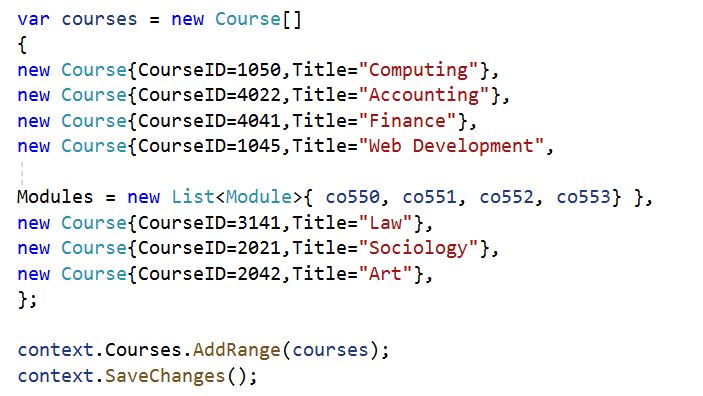 var courses = new Course[]
{
new Course{CourseID=1050,Title="Computing"},
new Course{CourseID=4022,Title="Accounting"},
new Course{CourseID=4041,Title="Finance"},
new Course{CourseID=1045,Title="Web Development",
Modules = new List<Module>{ co550, co551, co552, co553} },
new Course{CourseID=3141,Title="Law"},
new Course{CourseID=2021,Title="Sociology"},
new Course{CourseID=2042,Title="Art"},
};
context.Courses.AddRange(courses);
context.SaveChanges();